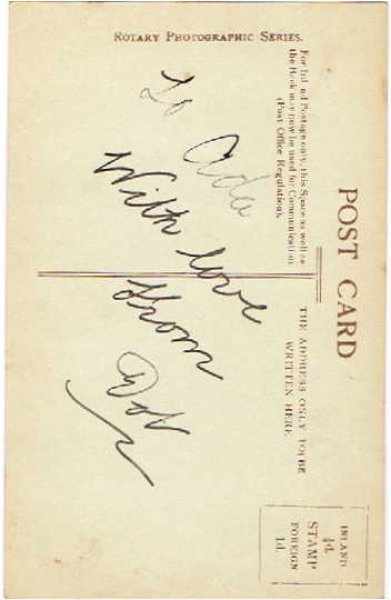 ROTARY PHOTOGRAPHIC SERIES.
POST CARD
For Inland Postage only, this Space as well as
the Back may now be used for Communication
(Post Office Regulation).
THE ADDRESS ONLY TO BE
WRITTEN HERE
INLAND
½d.
STAMP
FOREIGN
1d.
To Ada
With love
from
Dot